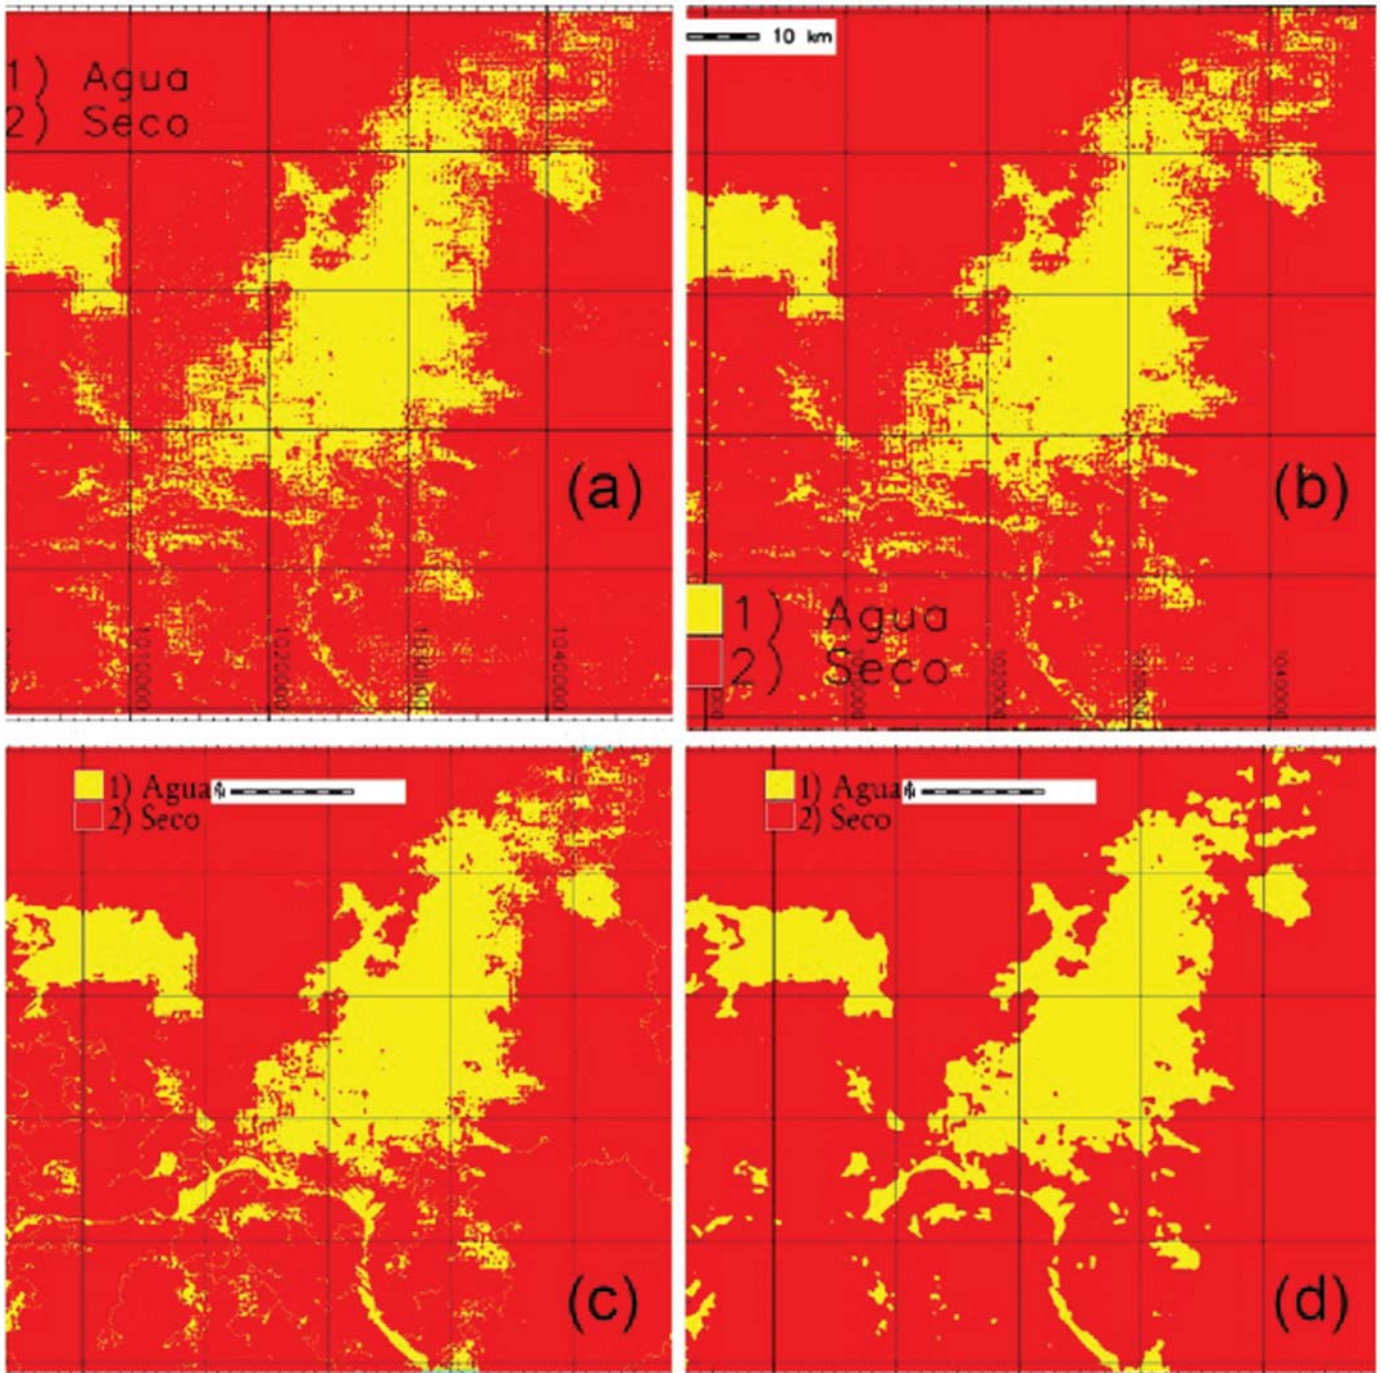 1) Agua
2) Seco
(a)
1010000
1020000
1040000
10 km
(b)
1) Agua
2) Seco
1) Agua
2) Seco
(c)
1) Agua
2) Seco
(d)